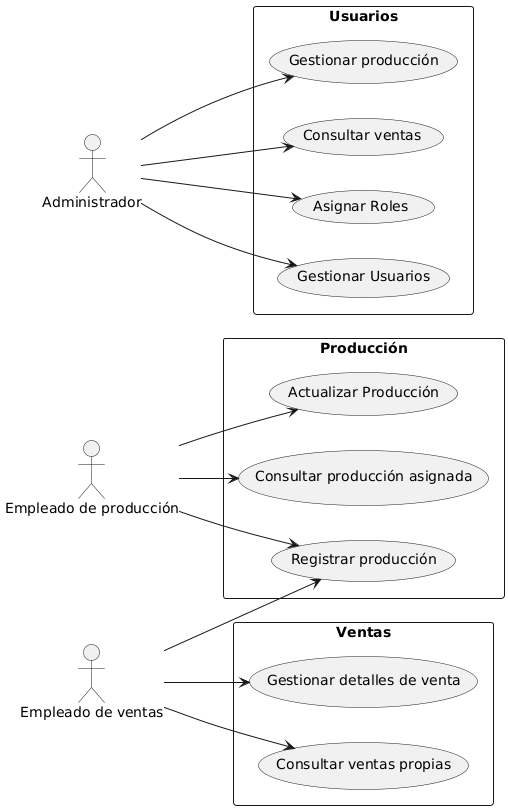 Usuarios
Gestionar producción
Consultar ventas
Asignar Roles
Gestionar Usuarios
Administrador
Producción
Actualizar Producción
Consultar producción asignada
Registrar producción
Empleado de producción
Ventas
Gestionar detalles de venta
Consultar ventas propias
Empleado de ventas